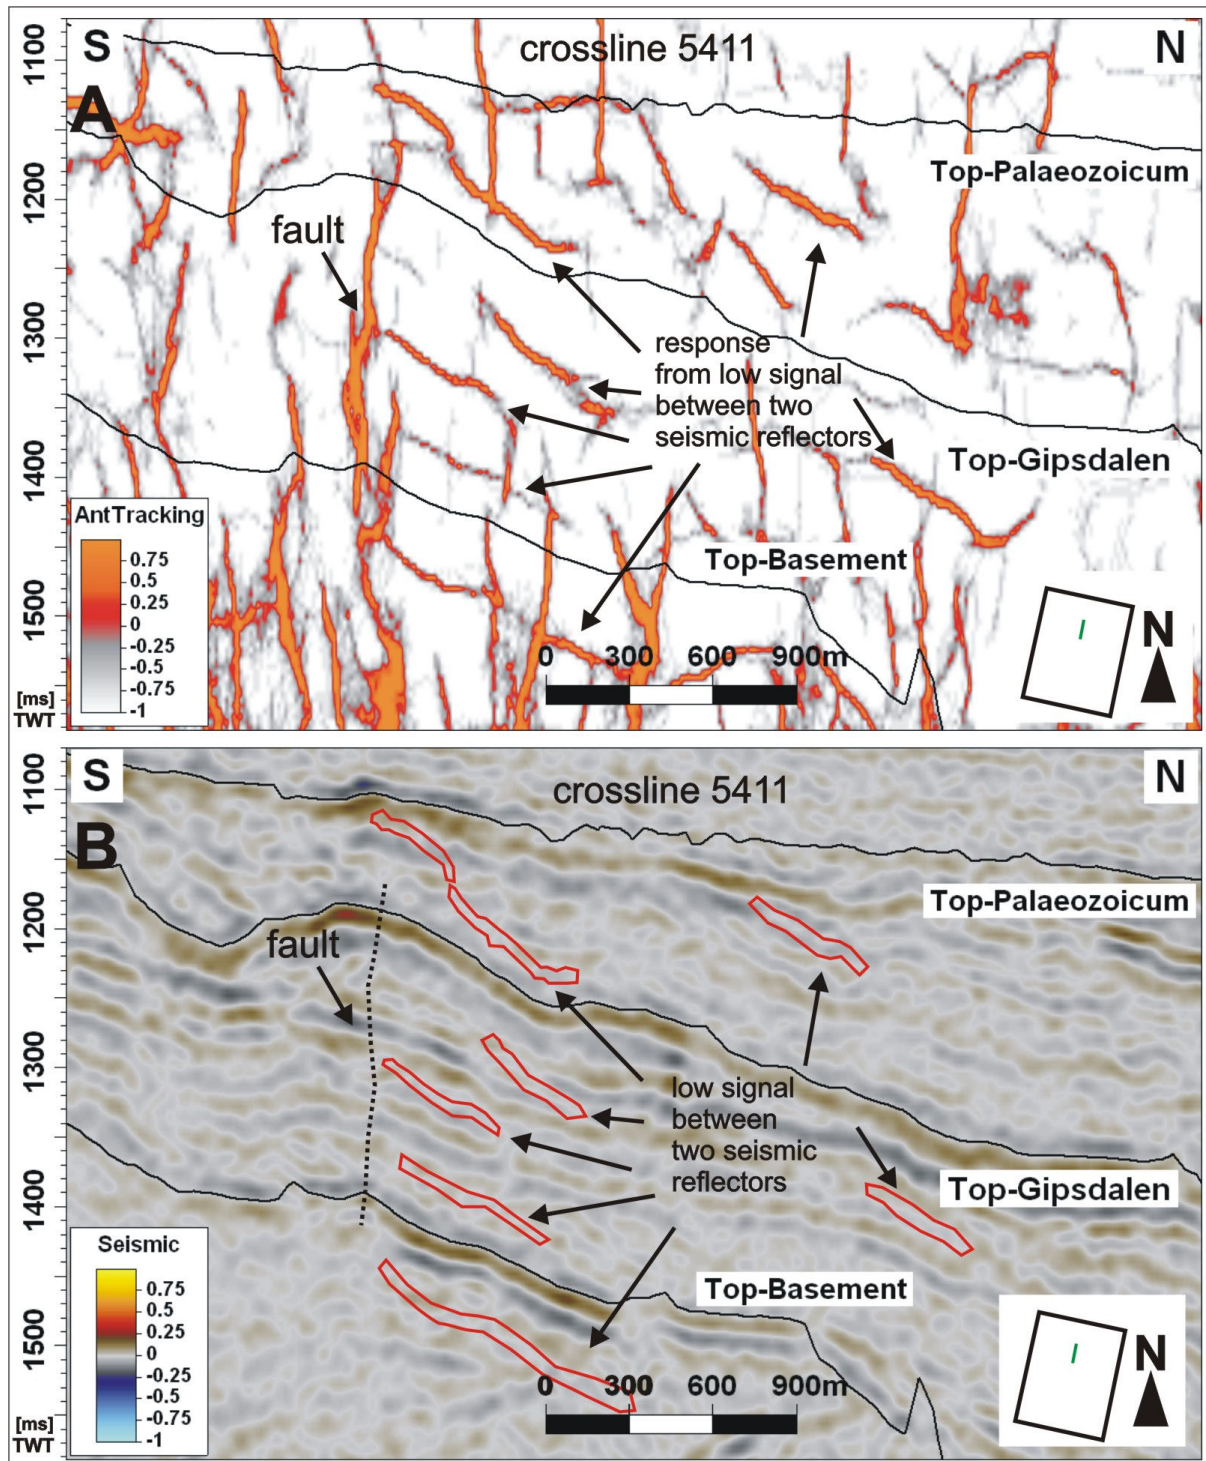 S
crossline 5411
N
A
1100
1200
1300
1400
1500
[ms]
TWT
Top-Palaeozoicum
fault
response
from low signal
between two
seismic reflectors
Top-Gipsdalen
Top-Basement
AntTracking
0.75
0.5
0.25
0
-0.25
-0.5
-0.75
-1
0 300 600 900m
N
S
crossline 5411
N
B
1100
1200
1300
1400
1500
[ms]
TWT
Top-Palaeozoicum
fault
low signal
between
two seismic
reflectors
Top-Gipsdalen
Top-Basement
Seismic
0.75
0.5
0.25
0
-0.25
-0.5
-0.75
-1
0 300 600 900m
N